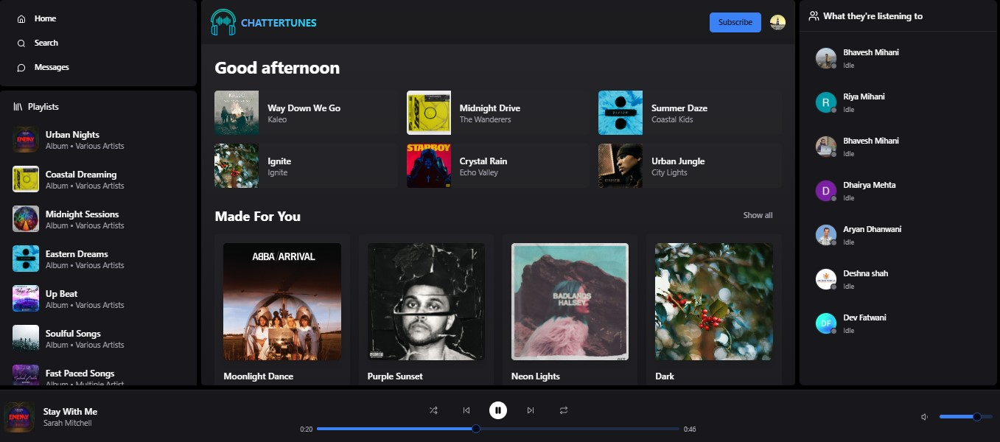 Home
Search
Messages
Playlists
Urban Nights
Album • Various Artists
Coastal Dreaming
Album • Various Artists
Midnight Sessions
Album • Various Artists
Eastern Dreams
Album • Various Artists
Up Beat
Album • Various Artists
Soulful Songs
Album • Various Artists
Fast Paced Songs
Album • Multiple Artist
CHATTERTUNES
Subscribe
Good afternoon
KALEO
Way Down We Go
Kaleo
Midnight Drive
The Wanderers
DIVIDE
Summer Daze
Coastal Kids
Ignite
Ignite
STARBOY
Crystal Rain
Echo Valley
USHER
Urban Jungle
City Lights
Made For You
Show all
ABBA/ARRIVAL
Moonlight Dance
Purple Sunset
BADLANDS
HALSEY
Neon Lights
Dark
What they're listening to
Bhavesh Mihani
Idle
R
Riya Mihani
Idle
Bhavesh Mihani
Idle
D
Dhairya Mehta
Idle
Aryan Dhanwani
Idle
Deshna shah
Idle
DF
Dev Fatwani
Idle
ENEMY
Stay With Me
Sarah Mitchell
0:20
0:46